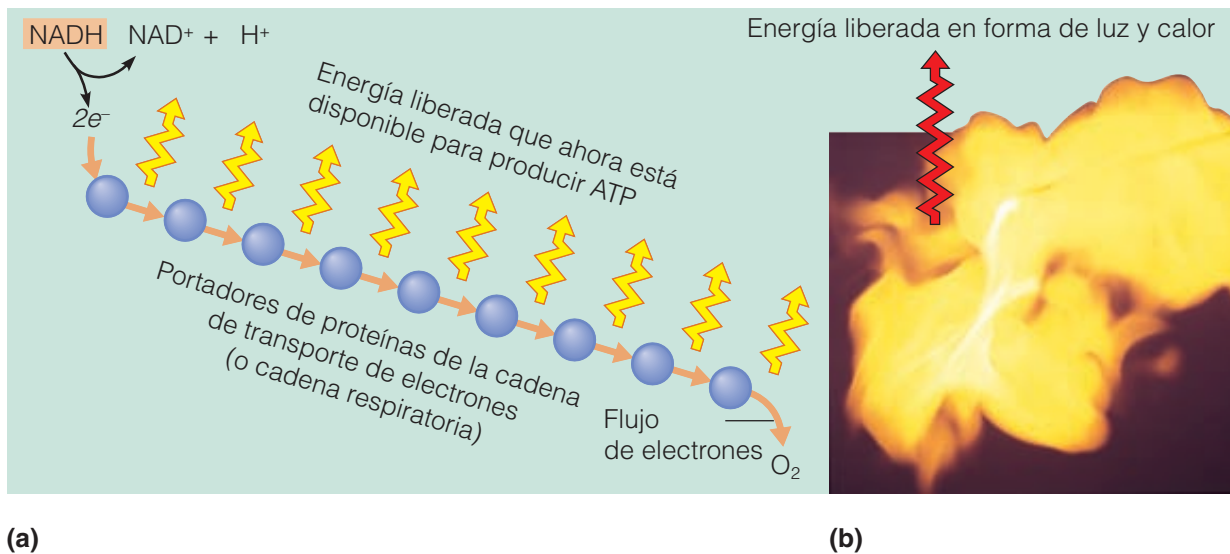 NADH NAD⁺ + H⁺
2e⁻
Energía liberada que ahora está
disponible para producir ATP
Portadores de proteínas de la cadena
de transporte de electrones
(o cadena respiratoria)
Flujo
de electrones
O₂
(a)
Energía liberada en forma de luz y calor
(b)